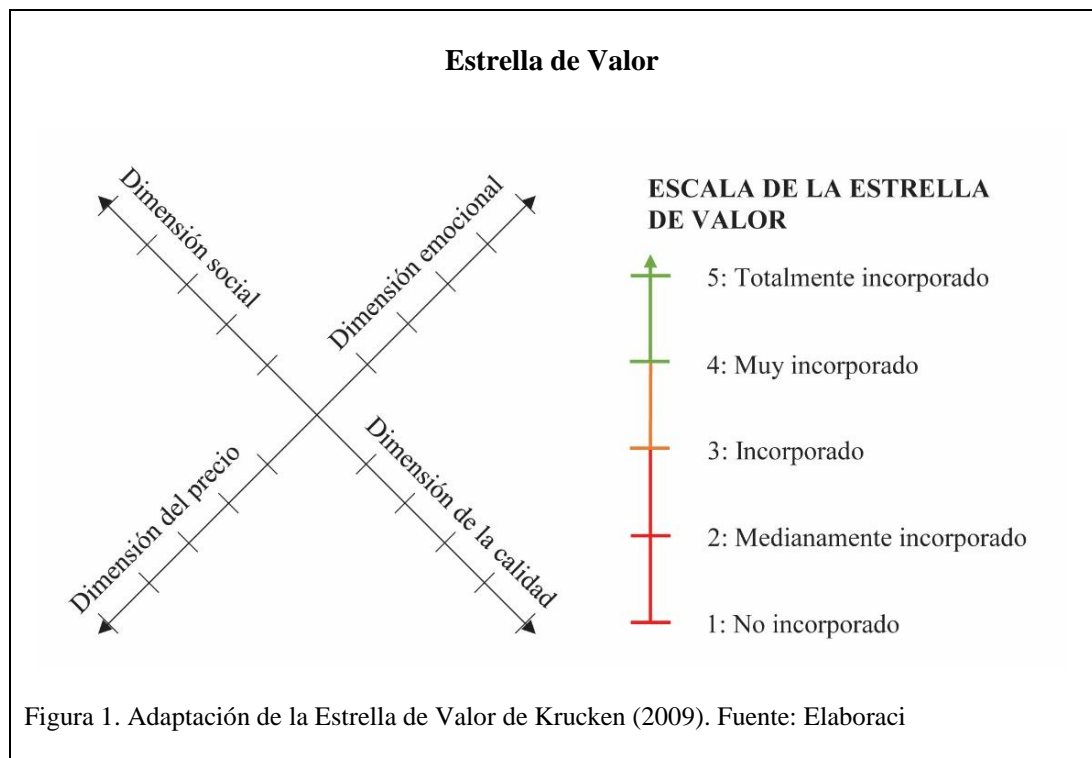 Estrella de Valor
Dimensión social
Dimensión emocional
Dimensión del precio
Dimensión de la calidad
ESCALA DE LA ESTRELLA
DE VALOR
5: Totalmente incorporado
4: Muy incorporado
3: Incorporado
2: Medianamente incorporado
1: No incorporado
Figura 1. Adaptación de la Estrella de Valor de Krucken (2009). Fuente: Elaboraci